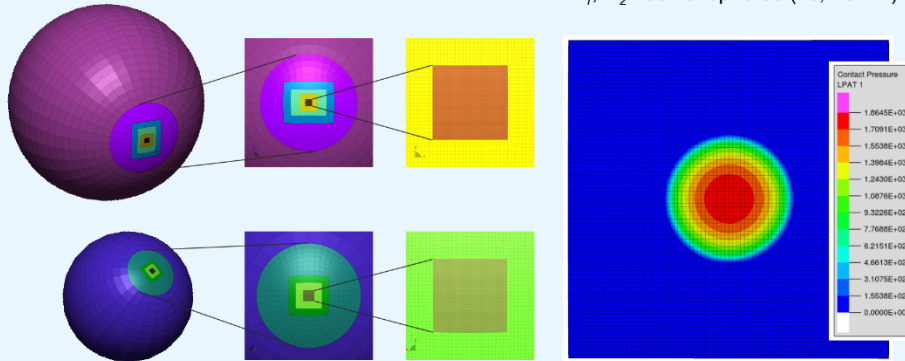 Contact Pressure
LPAT 1
1.8645E+03
1.7091E+03
1.5538E+03
1.3984E+03
1.2430E+03
1.0876E+03
9.3226E+02
7.7688E+02
6.2151E+02
4.6613E+02
3.1075E+02
1.5538E+02
0.0000E+00